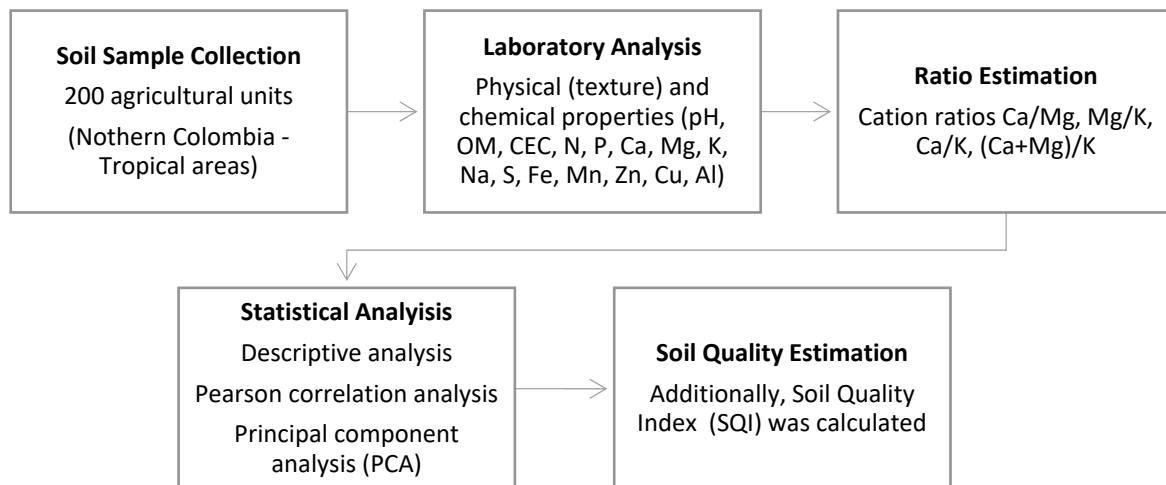 Soil Sample Collection
200 agricultural units
(Nothern Colombia -
Tropical areas)
Laboratory Analysis
Physical (texture) and
chemical properties (pH,
OM, CEC, N, P, Ca, Mg, K,
Na, S, Fe, Mn, Zn, Cu, Al)
Ratio Estimation
Cation ratios Ca/Mg, Mg/K,
Ca/K, (Ca+Mg)/K
Statistical Analyisis
Descriptive analysis
Pearson correlation analysis
Principal component
analysis (PCA)
Soil Quality Estimation
Additionally, Soil Quality
Index (SQI) was calculated